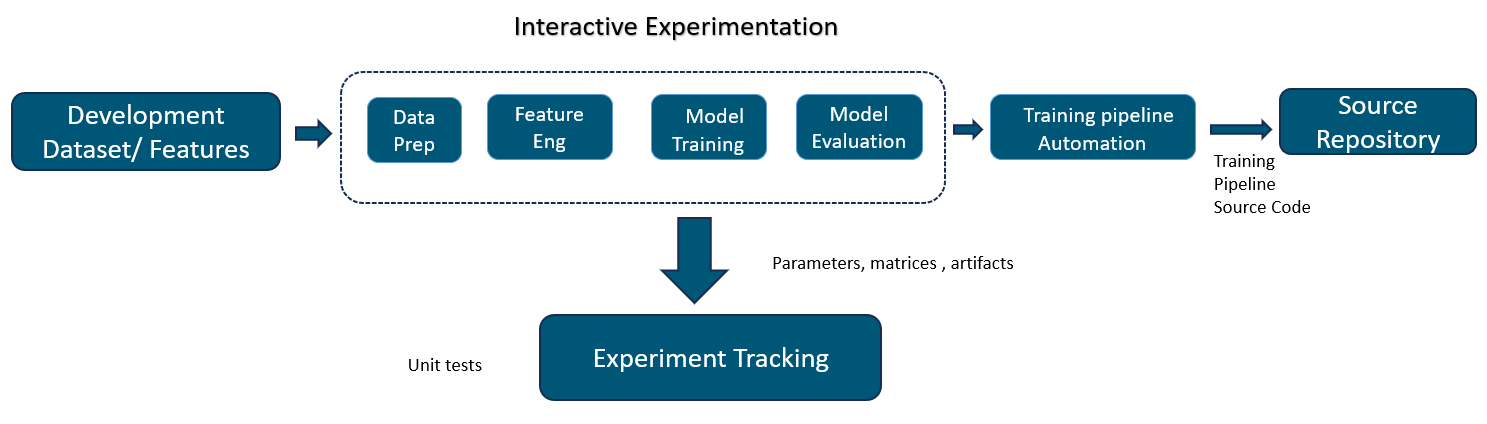 Interactive Experimentation
Development
Dataset/ Features
Data
Prep
Feature
Eng
Model
Training
Model
Evaluation
Training pipeline
Automation
Source
Repository
Training
Pipeline
Source Code
Parameters, matrices , artifacts
Unit tests
Experiment Tracking